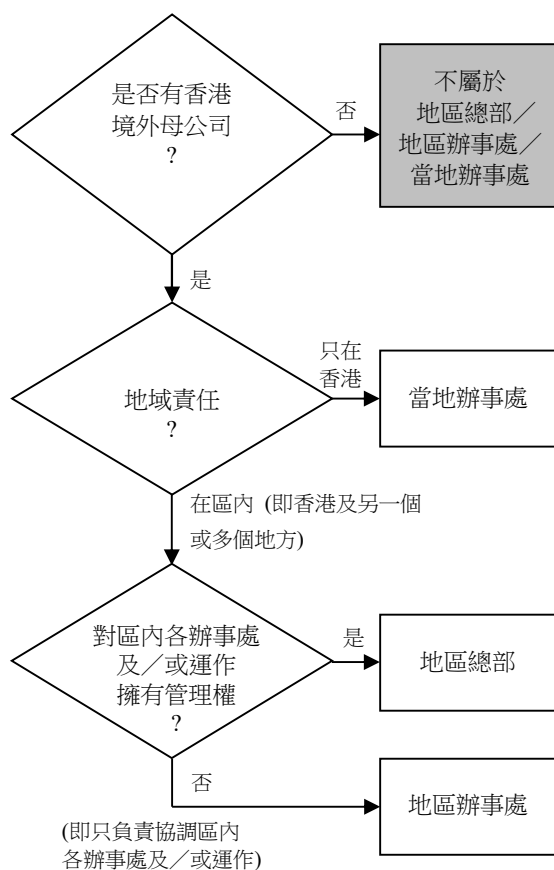 是否有香港
境外母公司
?
否
不屬於
地區總部／
地區辦事處／
當地辦事處
是
地域責任
?
只在
香港
當地辦事處
在區內 (即香港及另一個
或多個地方)
對區內各辦事處
及／或運作
擁有管理權
?
是
地區總部
否
(即只負責協調區內
各辦事處及／或運作)
地區辦事處